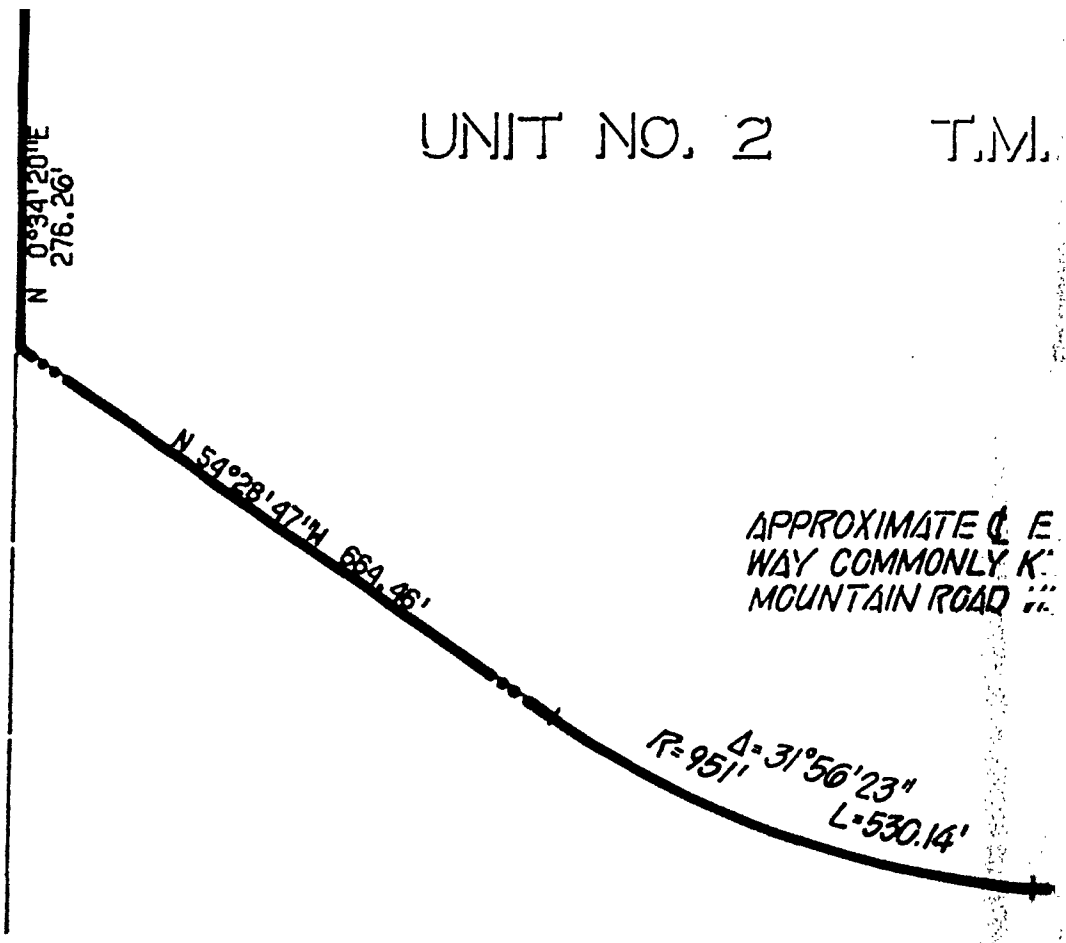 UNIT NO. 2 T.M.
N 0°34'20"E
276.26'
N 54°28'47"W 664.46'
APPROXIMATE ℄ E
WAY COMMONLY K
MOUNTAIN ROAD
R=951' Δ=31°56'23"
L=530.14'